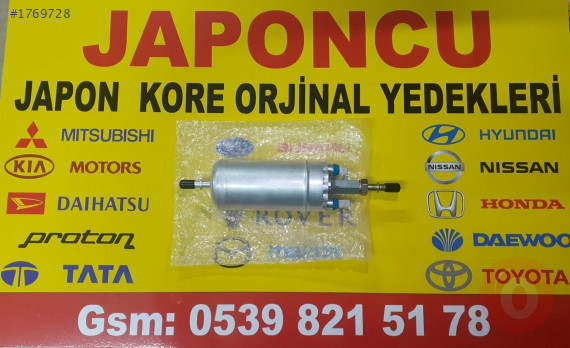 #1769728
JAPONCU
JAPON KORE ORJİNAL YEDEKLERİ
MITSUBISHI
HYUNDAI
KIA MOTORS
NISSAN NISSAN
DAIHATSU
HONDA
proton
ROVER
DAEWOO
TATA
TOYOTA
Gsm: 0539 821 51 78